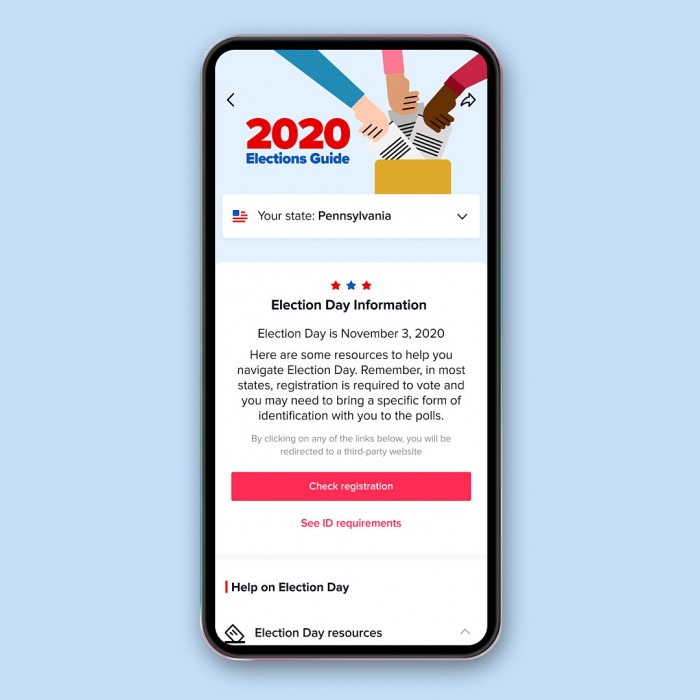 2020
Elections Guide
Your state: Pennsylvania
Election Day Information
Election Day is November 3, 2020
Here are some resources to help you
navigate Election Day. Remember, in most
states, registration is required to vote and
you may need to bring a specific form of
identification with you to the polls.
By clicking on any of the links below, you will be
redirected to a third-party website
Check registration
See ID requirements
Help on Election Day
Election Day resources